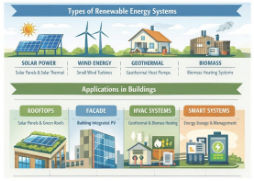 Types of Renewable Energy Systems
SOLAR POWER
Solar Panels & Solar Thermal
WIND ENERGY
Small Wind Turbines
GEOTHERMAL
Geothermal Heat Pumps
BIOMASS
Biomass Heating Systems
Applications in Buildings
ROOFTOPS
Solar Panels & Green Roofs
FACADE
Building Integrated PV
HVAC SYSTEMS
Geothermal & Biomass Heating
SMART SYSTEMS
Energy Storage & Management